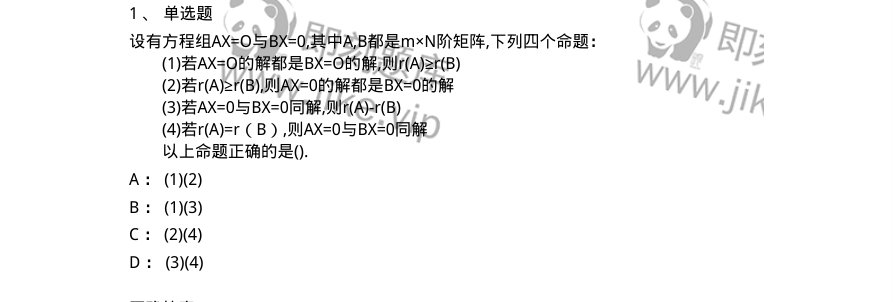 1、 单选题
设有方程组AX=O与BX=0,其中A,B都是m×N阶矩阵,下列四个命题：
(1)若AX=O的解都是BX=O的解,则r(A)≥r(B)
(2)若r(A)≥r(B),则AX=0的解都是BX=0的解
(3)若AX=0与BX=0同解,则r(A)-r(B)
(4)若r(A)=r（B）,则AX=0与BX=0同解
以上命题正确的是().
A： (1)(2)
B： (1)(3)
C： (2)(4)
D： (3)(4)